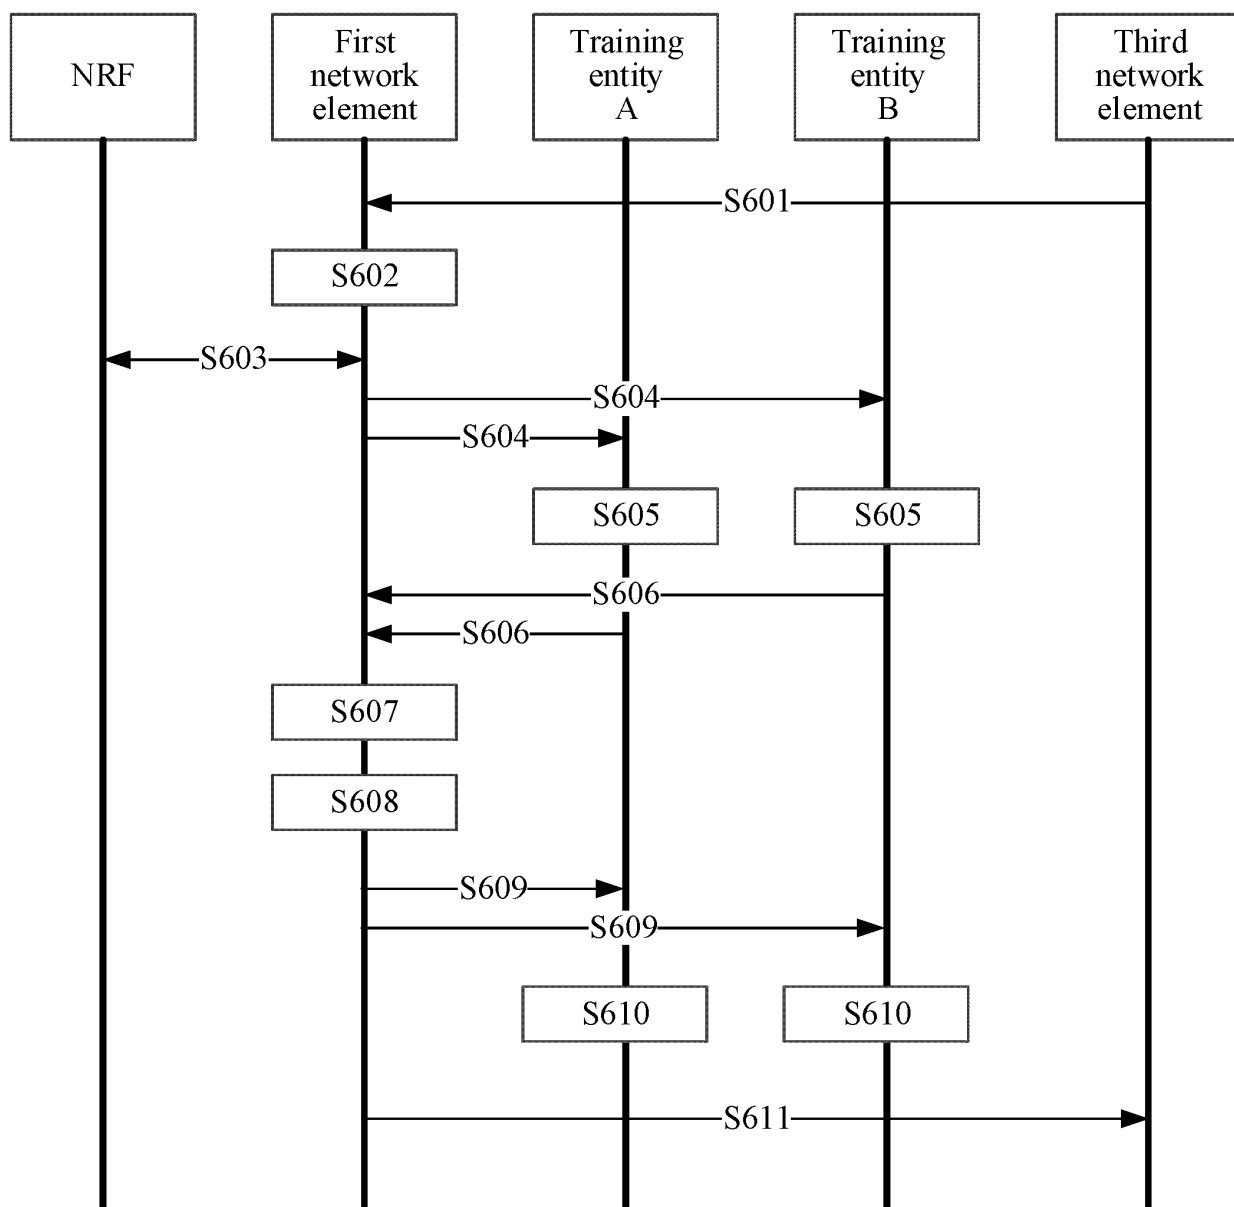 NRF
First
network
element
Training
entity
A
Training
entity
B
Third
network
element
S601
S602
S603
S604
S604
S605
S605
S606
S606
S607
S608
S609
S609
S610
S610
S611